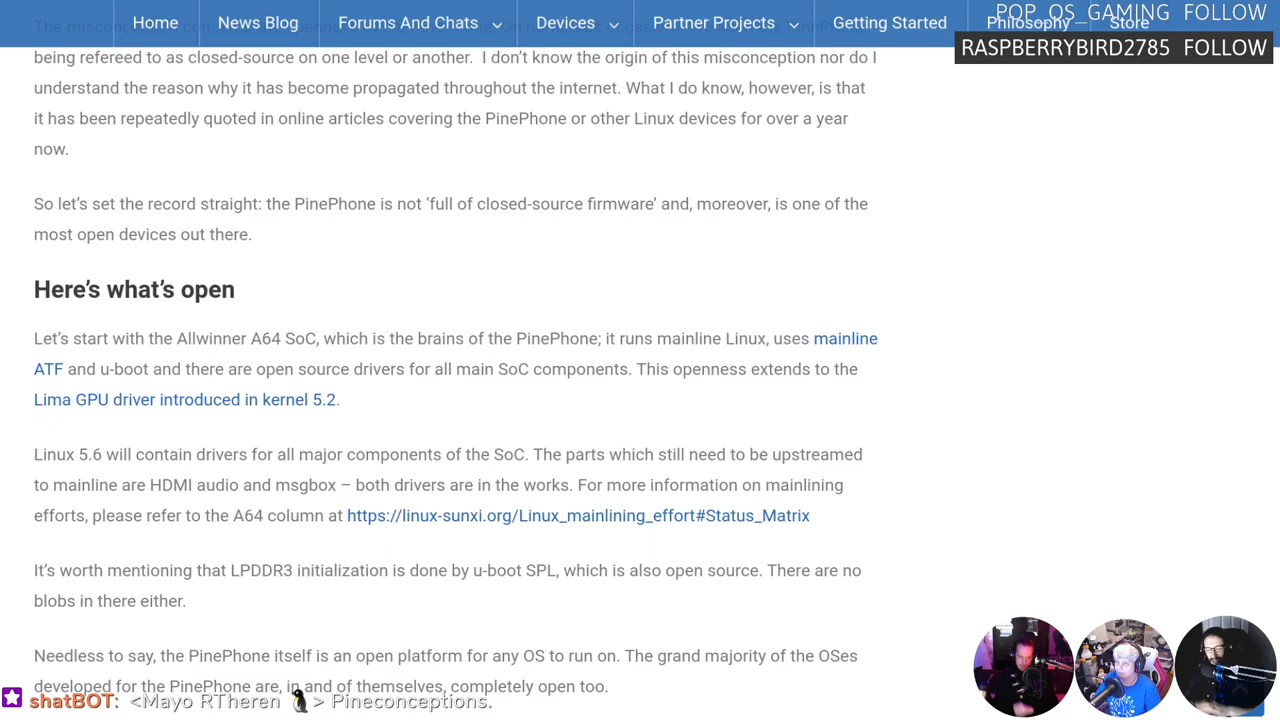 Home News Blog Forums And Chats Devices Partner Projects Getting Started Philosophy Store
POP_OS_GAMING FOLLOW
RASPBERRYBIRD2785 FOLLOW
being refereed to as closed-source on one level or another. I don't know the origin of this misconception nor do I
understand the reason why it has become propagated throughout the internet. What I do know, however, is that
it has been repeatedly quoted in online articles covering the PinePhone or other Linux devices for over a year
now.
So let's set the record straight: the PinePhone is not ‘full of closed-source firmware’ and, moreover, is one of the
most open devices out there.
Here's what's open
Let's start with the Allwinner A64 SoC, which is the brains of the PinePhone; it runs mainline Linux, uses mainline
ATF and u-boot and there are open source drivers for all main SoC components. This openness extends to the
Lima GPU driver introduced in kernel 5.2.
Linux 5.6 will contain drivers for all major components of the SoC. The parts which still need to be upstreamed
to mainline are HDMI audio and msgbox – both drivers are in the works. For more information on mainlining
efforts, please refer to the A64 column at https://linux-sunxi.org/Linux_mainlining_effort#Status_Matrix
It's worth mentioning that LPDDR3 initialization is done by u-boot SPL, which is also open source. There are no
blobs in there either.
Needless to say, the PinePhone itself is an open platform for any OS to run on. The grand majority of the OSes
developed for the PinePhone are, in and of themselves, completely open too.
shatBOT: <Mayo RTheren 🐧> Pineconceptions.